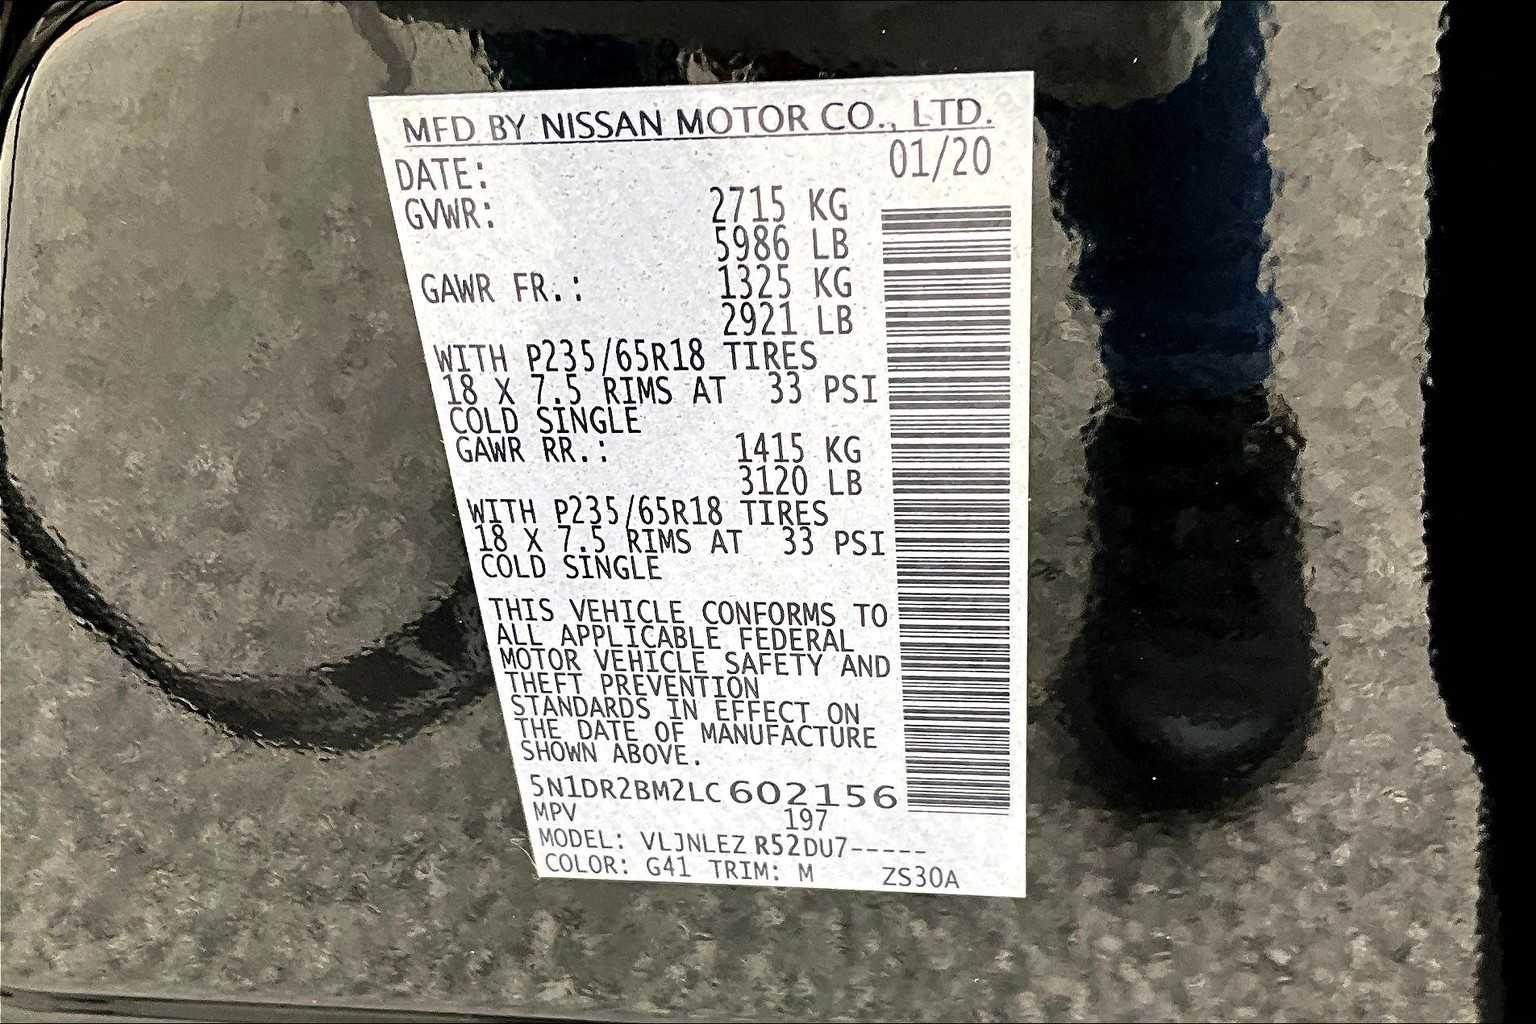 MFD BY NISSAN MOTOR CO., LTD.
DATE: 01/20
GVWR: 2715 KG
5986 LB
GAWR FR.: 1325 KG
2921 LB
WITH P235/65R18 TIRES
18 X 7.5 RIMS AT 33 PSI
COLD SINGLE
GAWR RR.: 1415 KG
3120 LB
WITH P235/65R18 TIRES
18 X 7.5 RIMS AT 33 PSI
COLD SINGLE
THIS VEHICLE CONFORMS TO
ALL APPLICABLE FEDERAL
MOTOR VEHICLE SAFETY AND
THEFT PREVENTION
STANDARDS IN EFFECT ON
THE DATE OF MANUFACTURE
SHOWN ABOVE.
5N1DR2BM2LC602156
MPV 197
MODEL: VLJNLEZ R52DU7-----
COLOR: G41 TRIM: M ZS30A